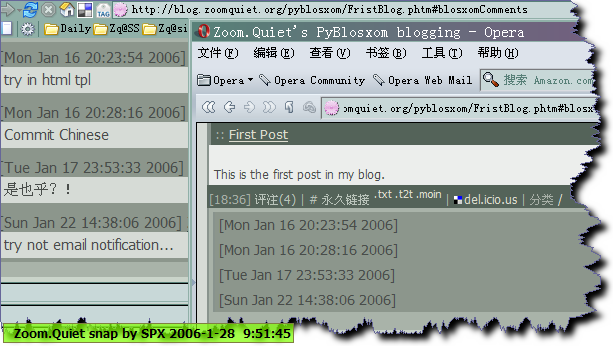 http://blog.zoomquiet.org/pyblosxom/FristBlog.phtm#blosxomComments
TAG
Daily
Zq@SS
Zq@si
[Mon Jan 16 20:23:54 2006]
try in html tpl
[Mon Jan 16 20:28:16 2006]
Commit Chinese
[Tue Jan 17 23:53:33 2006]
是也乎?!
[Sun Jan 22 14:38:06 2006]
try not email notification...
Zoom.Quiet's PyBlosxom blogging - Opera
文件(F) 编辑(E) 查看(V) 书签(B) 工具(T) 帮助(H)
Opera Opera Community Opera Web Mail 搜索 Amazon.com
omquiet.org/pyblosxom/FristBlog.phtm#blosx
:: First Post
This is the first post in my blog.
[18:36] 评注(4) | # 永久链接 .txt .t2t .moin | del.icio.us | 分类 /
[Mon Jan 16 20:23:54 2006]
[Mon Jan 16 20:28:16 2006]
[Tue Jan 17 23:53:33 2006]
[Sun Jan 22 14:38:06 2006]
Zoom.Quiet snap by SPX 2006-1-28 9:51:45